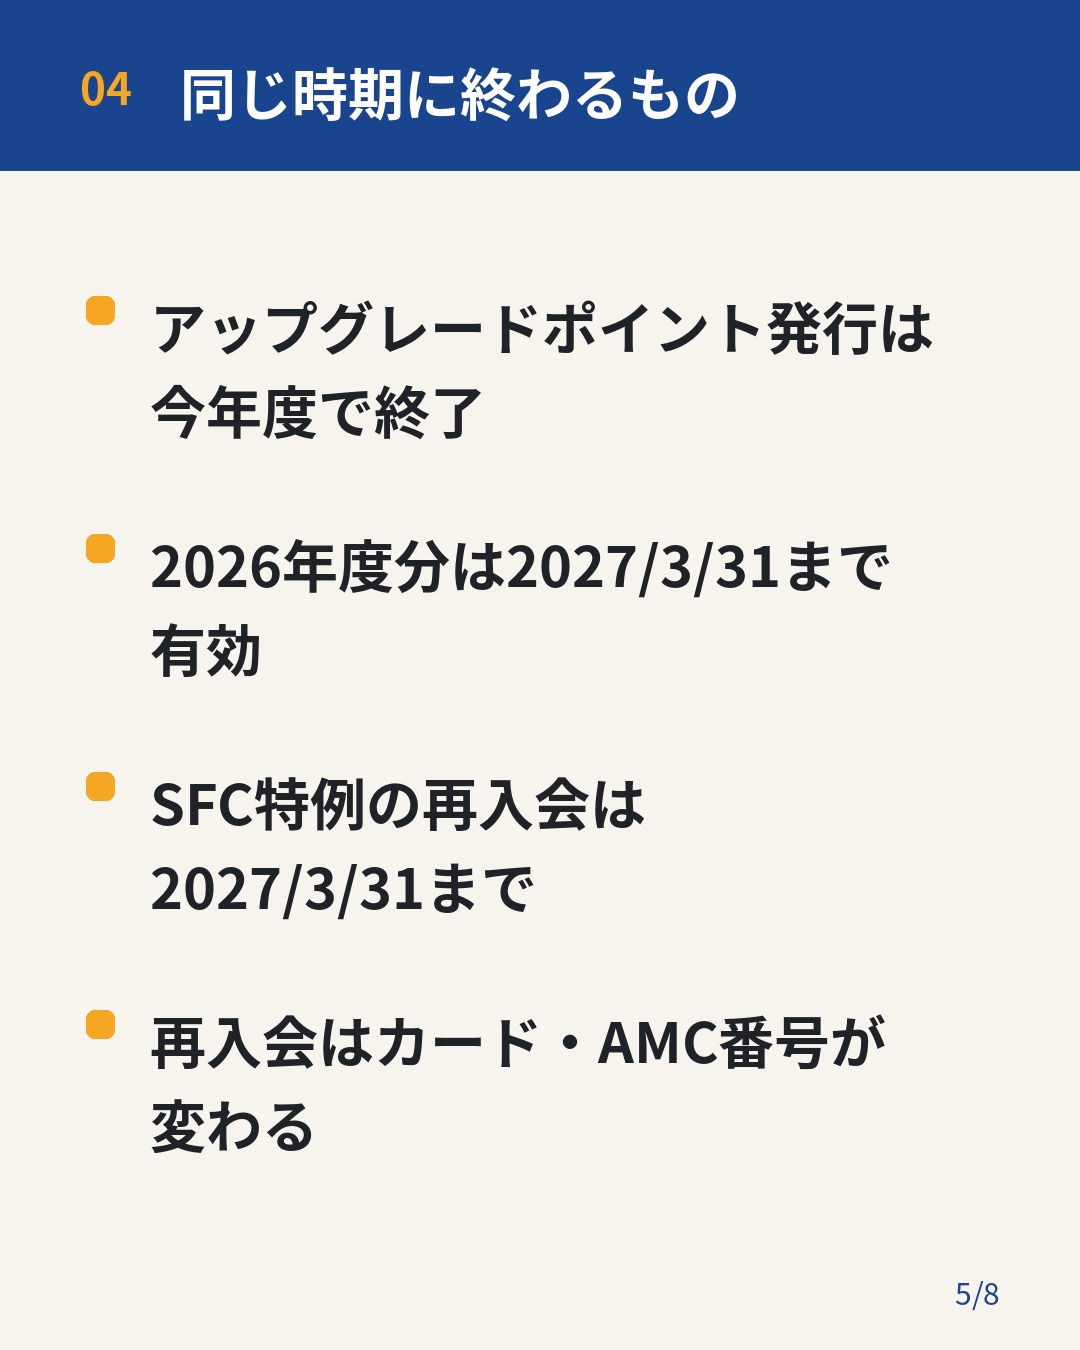 04 同じ時期に終わるもの
アップグレードポイント発行は
今年度で終了
2026年度分は2027/3/31まで
有効
SFC特例の再入会は
2027/3/31まで
再入会はカード・AMC番号が
変わる
5/8